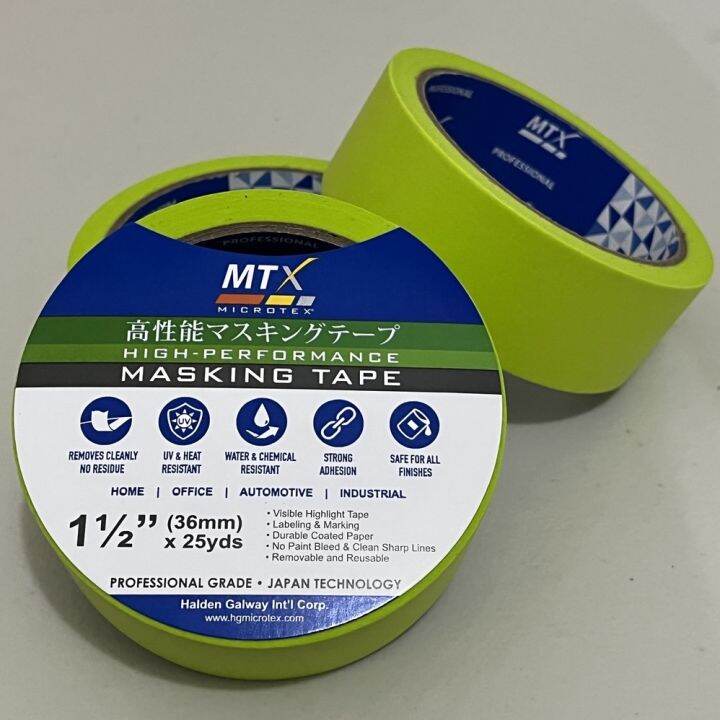 PROFESSIONAL
MTX
PROFESSIONAL
PROFESSIONAL
MTX
MICROTEX®
高性能マスキングテープ
HIGH-PERFORMANCE
MASKING TAPE
REMOVES CLEANLY
NO RESIDUE
UV
UV & HEAT
RESISTANT
WATER & CHEMICAL
RESISTANT
STRONG
ADHESION
SAFE FOR ALL
FINISHES
HOME | OFFICE | AUTOMOTIVE | INDUSTRIAL
1½” (36mm)
x 25yds
• Visible Highlight Tape
• Labeling & Marking
• Durable Coated Paper
• No Paint Bleed & Clean Sharp Lines
• Removable and Reusable
PROFESSIONAL GRADE • JAPAN TECHNOLOGY
Halden Galway Int'l Corp.
www.hgmicrotex.com